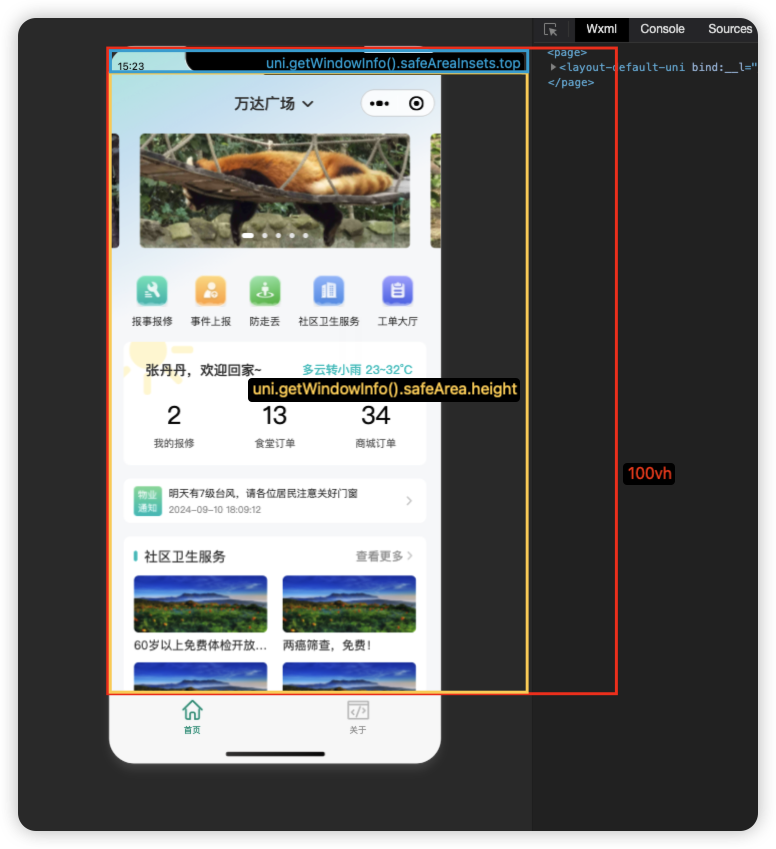 Wxml Console Sources
15:23
uni.getWindowInfo().safeAreaInsets.top
<page>
<layout-default-uni bind:__l="
</page>
万达广场
报事报修 事件上报 防走丢 社区卫生服务 工单大厅
张丹丹，欢迎回家~
多云转小雨 23~32°C
uni.getWindowInfo().safeArea.height
2 13 34
我的报修 食堂订单 商城订单
100vh
物业
通知
明天有7级台风，请各位居民注意关好门窗
2024-09-10 18:09:12
社区卫生服务
查看更多
60岁以上免费体检开放... 两癌筛查，免费！
首页 关于